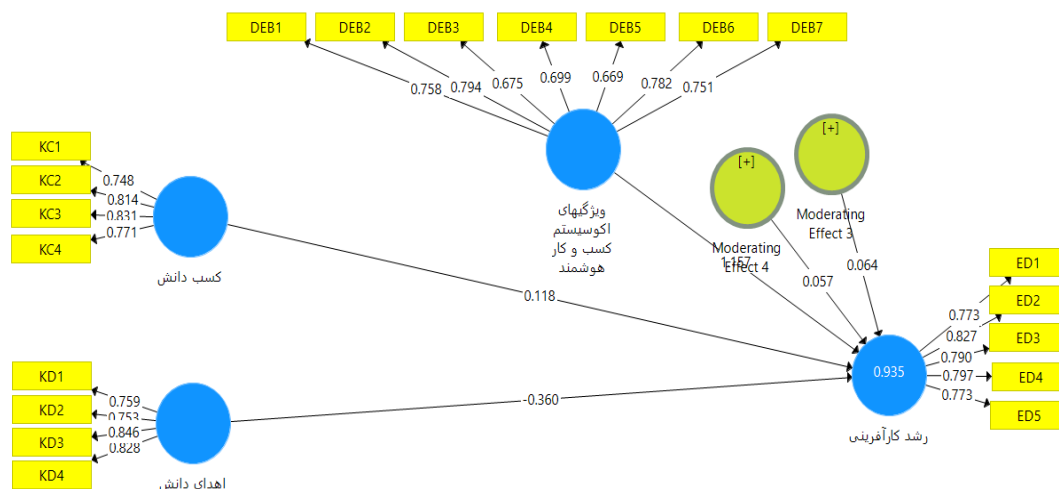 DEB1
DEB2
DEB3
DEB4
DEB5
DEB6
DEB7
0.758
0.794
0.675
0.699
0.669
0.782
0.751
[+]
[+]
KC1
KC2
KC3
KC4
0.748
0.814
0.831
0.771
کسب دانش
ویژگیهای
اکوسیستم
کسب و کار
هوشمند
Moderating
Effect 3
Moderating
Effect 4
1.157
0.057
0.064
0.118
-0.360
ED1
ED2
ED3
ED4
ED5
0.773
0.827
0.790
0.797
0.773
0.935
رشد کارآفرینی
KD1
KD2
KD3
KD4
0.759
0.753
0.846
0.828
اهدای دانش